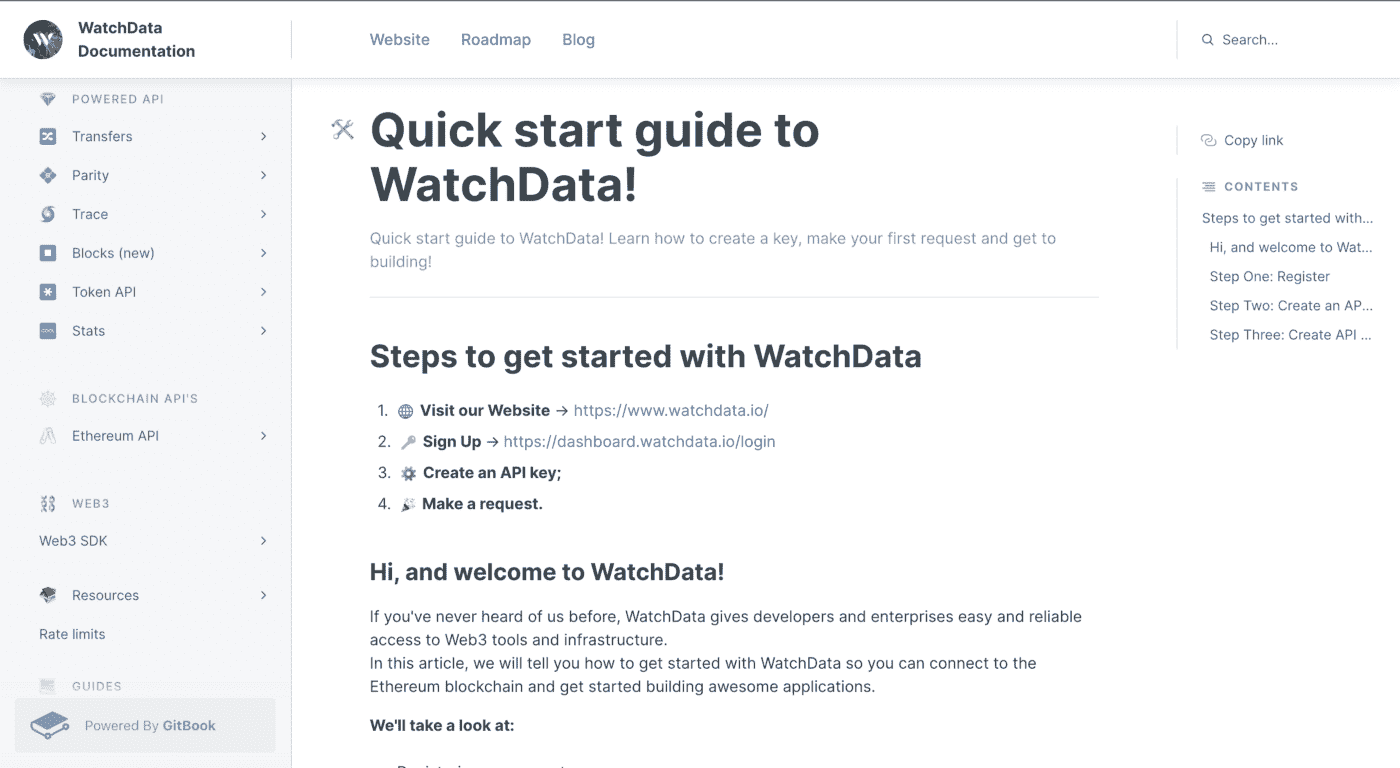 WatchData
Documentation
Website
Roadmap
Blog
Search...
POWERED API
Transfers
Parity
Trace
Blocks (new)
Token API
Stats
BLOCKCHAIN API'S
Ethereum API
WEB3
Web3 SDK
Resources
Rate limits
GUIDES
Powered By GitBook
Quick start guide to
WatchData!
Quick start guide to WatchData! Learn how to create a key, make your first request and get to
building!
Steps to get started with WatchData
1. Visit our Website → https://www.watchdata.io/
2. Sign Up → https://dashboard.watchdata.io/login
3. Create an API key;
4. Make a request.
Hi, and welcome to WatchData!
If you've never heard of us before, WatchData gives developers and enterprises easy and reliable
access to Web3 tools and infrastructure.
In this article, we will tell you how to get started with WatchData so you can connect to the
Ethereum blockchain and get started building awesome applications.
We'll take a look at:
Copy link
CONTENTS
Steps to get started with...
Hi, and welcome to Wat...
Step One: Register
Step Two: Create an AP...
Step Three: Create API ...